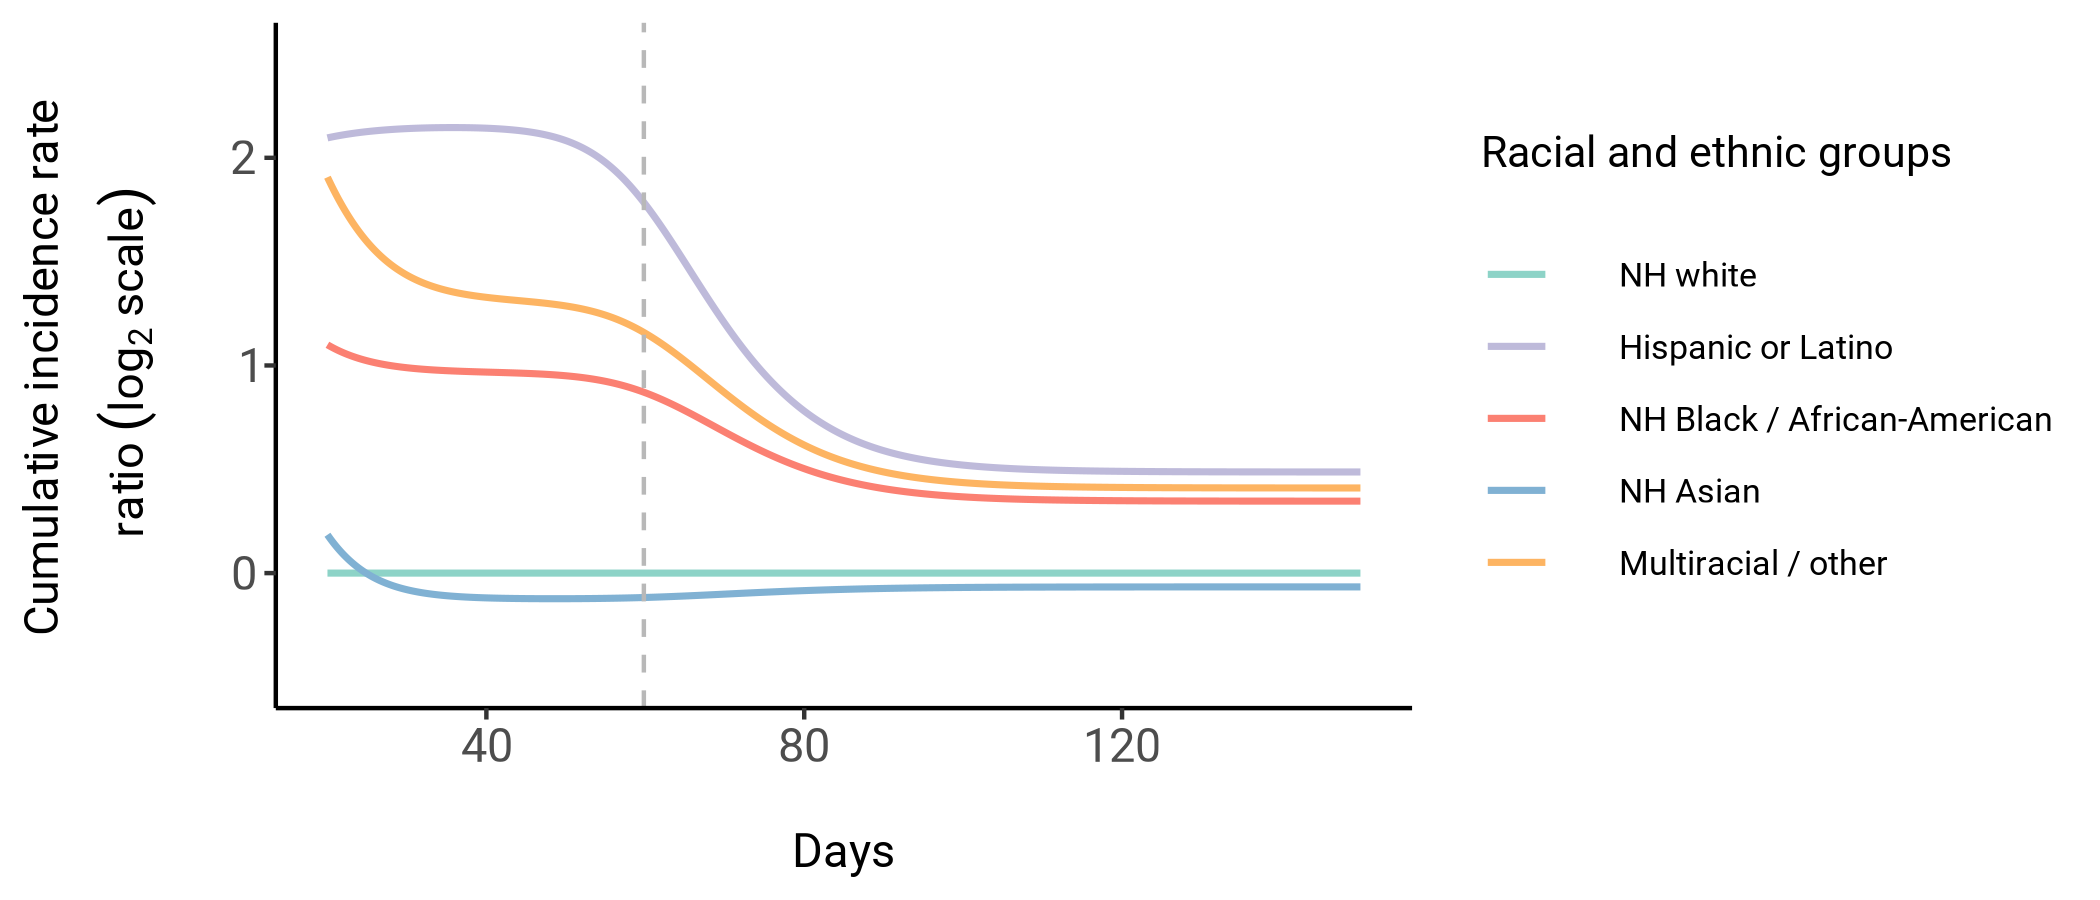 Cumulative incidence rate
ratio (log₂ scale)
2
1
0
40
80
120
Days
Racial and ethnic groups
NH white
Hispanic or Latino
NH Black / African-American
NH Asian
Multiracial / other